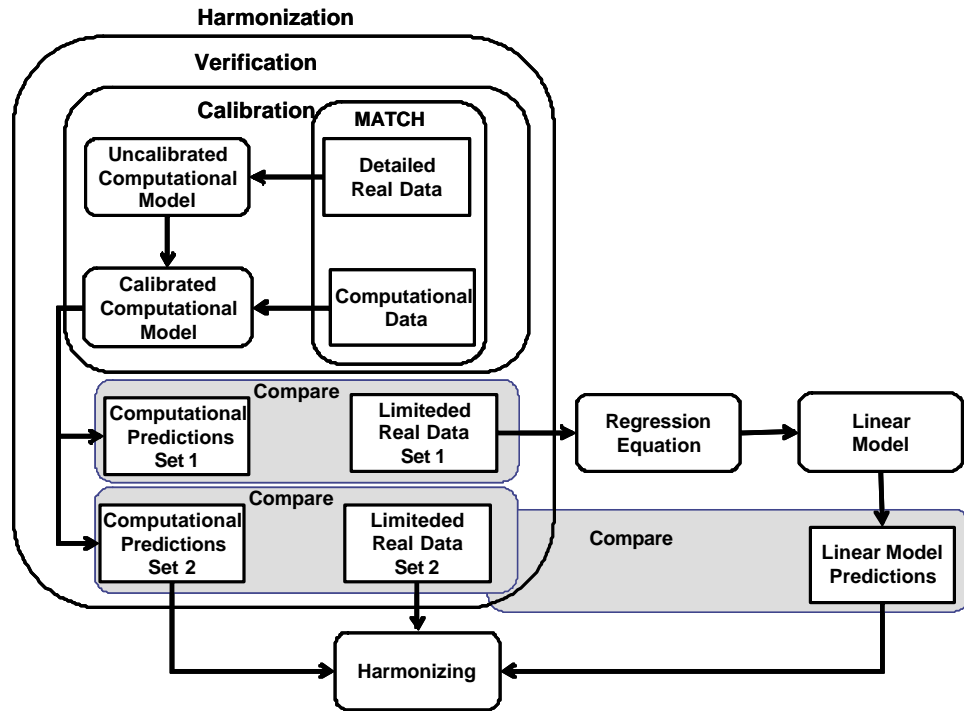 Harmonization
Verification
Calibration
MATCH
Uncalibrated
Computational
Model
Detailed
Real Data
Calibrated
Computational
Model
Computational
Data
Compare
Computational
Predictions
Set 1
Limiteded
Real Data
Set 1
Regression
Equation
Linear
Model
Compare
Computational
Predictions
Set 2
Limiteded
Real Data
Set 2
Compare
Linear Model
Predictions
Harmonizing